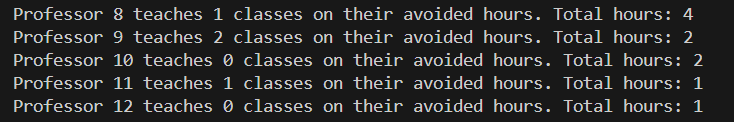 Professor 8 teaches 1 classes on their avoided hours. Total hours: 4
Professor 9 teaches 2 classes on their avoided hours. Total hours: 2
Professor 10 teaches 0 classes on their avoided hours. Total hours: 2
Professor 11 teaches 1 classes on their avoided hours. Total hours: 1
Professor 12 teaches 0 classes on their avoided hours. Total hours: 1